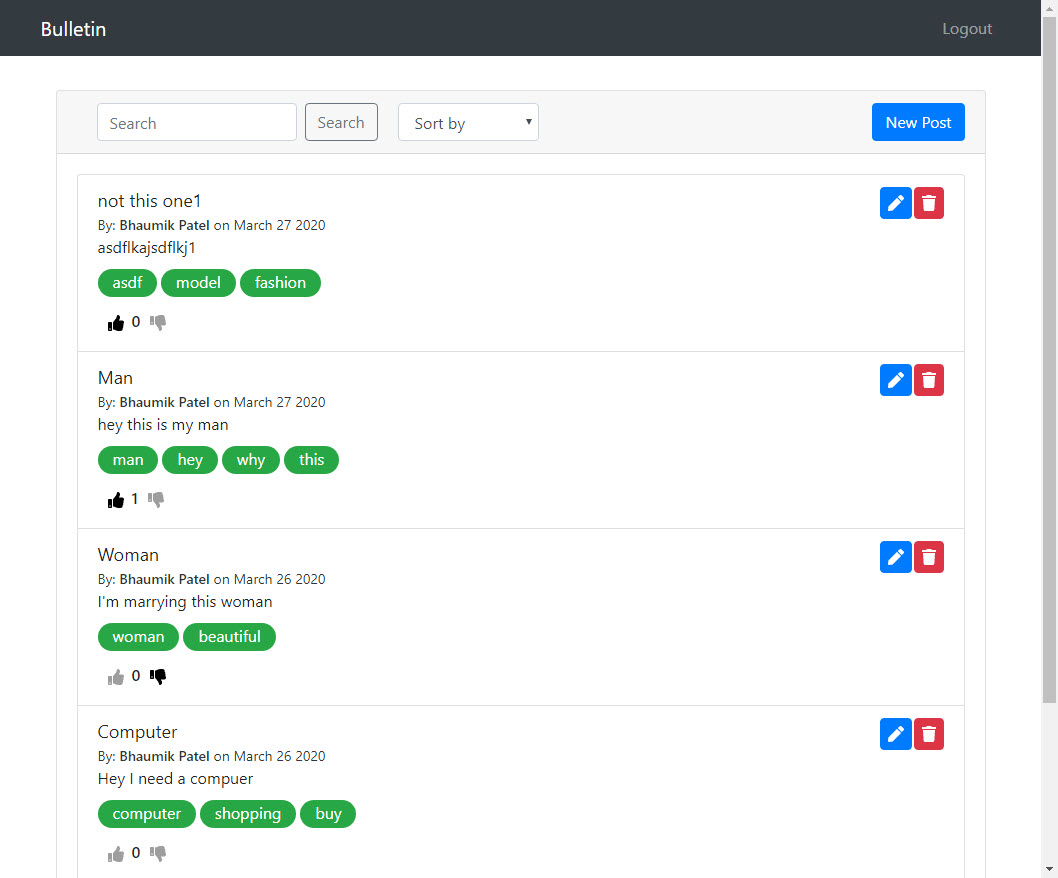 Bulletin Logout
Search Search Sort by New Post
not this one1
By: Bhaumik Patel on March 27 2020
asdflkajsdflkj1
asdf model fashion
0
Man
By: Bhaumik Patel on March 27 2020
hey this is my man
man hey why this
1
Woman
By: Bhaumik Patel on March 26 2020
I'm marrying this woman
woman beautiful
0
Computer
By: Bhaumik Patel on March 26 2020
Hey I need a compuer
computer shopping buy
0